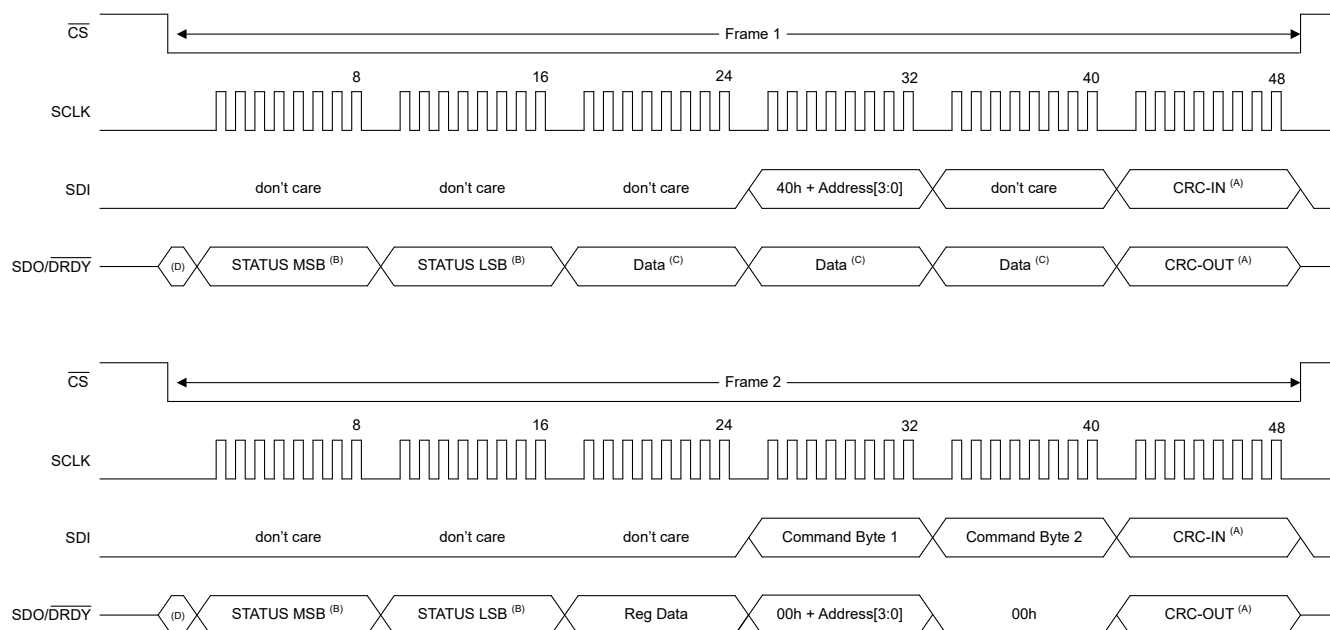 CS
Frame 1
8 16 24 32 40 48
SCLK
SDI don't care don't care don't care 40h + Address[3:0] don't care CRC-IN (A)
SDO/DRDY (D) STATUS MSB (B) STATUS LSB (B) Data (C) Data (C) Data (C) CRC-OUT (A)
CS
Frame 2
8 16 24 32 40 48
SCLK
SDI don't care don't care don't care Command Byte 1 Command Byte 2 CRC-IN (A)
SDO/DRDY (D) STATUS MSB (B) STATUS LSB (B) Reg Data 00h + Address[3:0] 00h CRC-OUT (A)